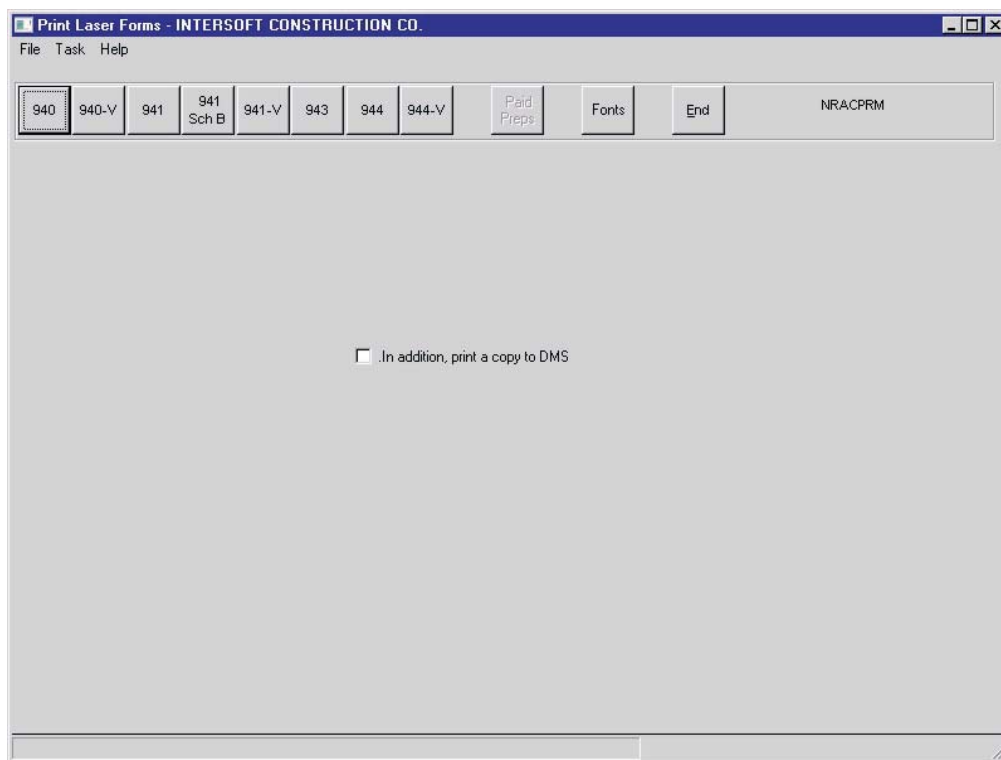 Print Laser Forms - INTERSOFT CONSTRUCTION CO.
File Task Help
940 940-V 941 941 Sch B 941-V 943 944 944-V Paid Preps Fonts End NRACPRM
.In addition, print a copy to DMS